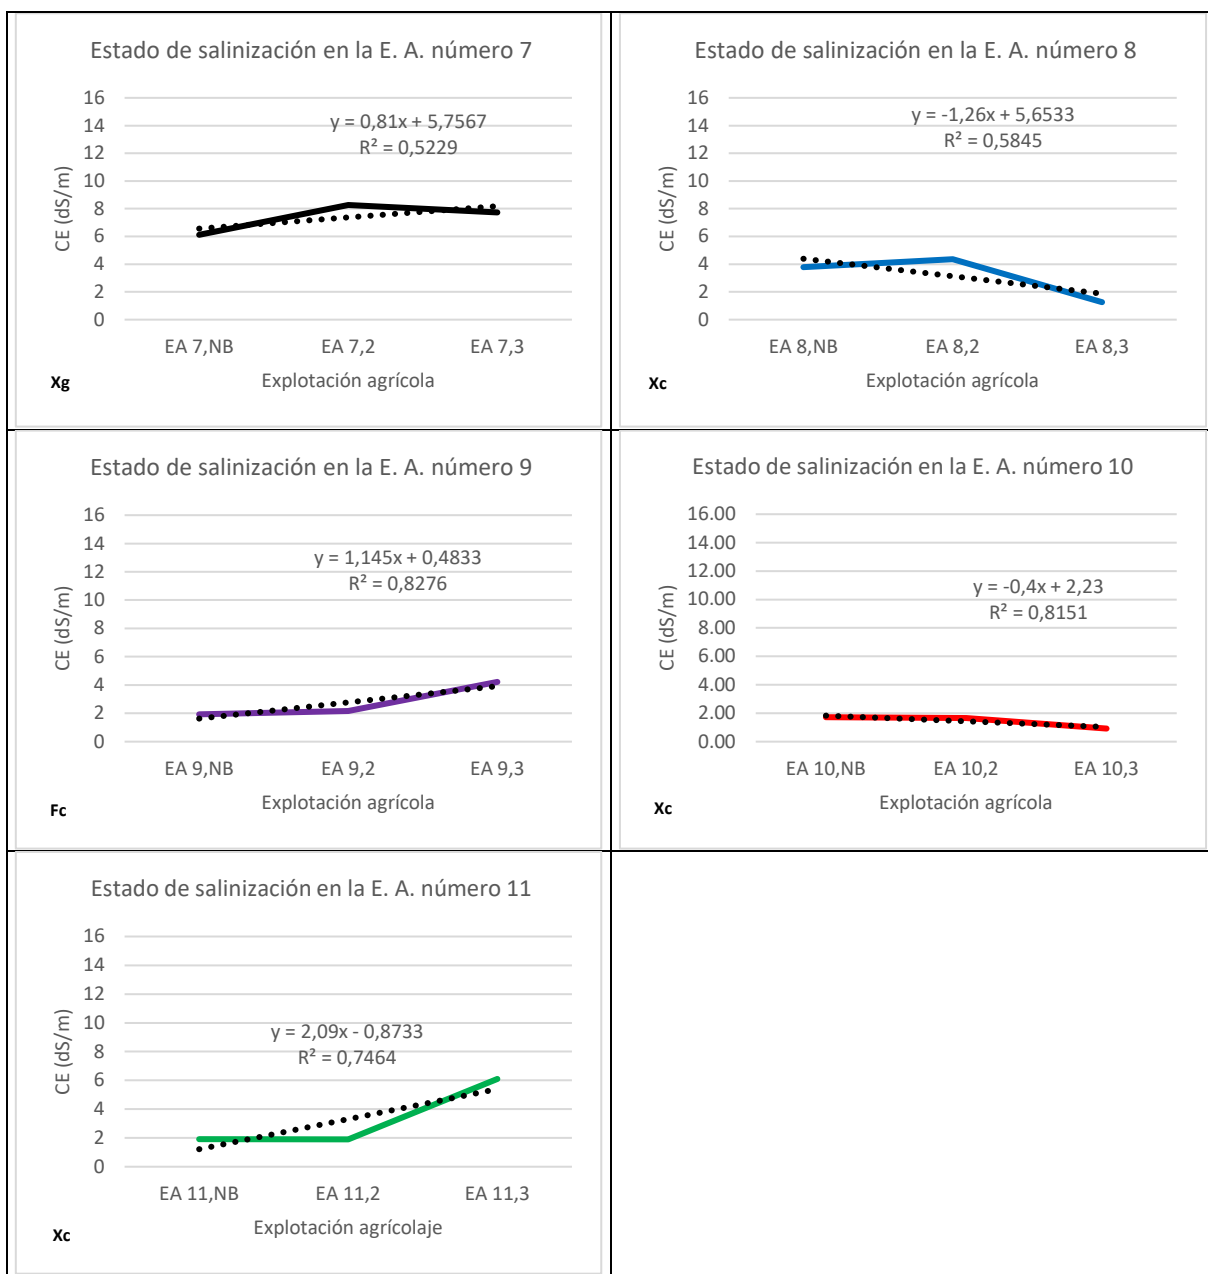 Estado de salinización en la E. A. número 7
16
14
12
10
8
6
4
2
0
CE (dS/m)
y = 0,81x + 5,7567
R² = 0,5229
EA 7,NB
EA 7,2
EA 7,3
Explotación agrícola
Xg
Estado de salinización en la E. A. número 8
16
14
12
10
8
6
4
2
0
CE (dS/m)
y = -1,26x + 5,6533
R² = 0,5845
EA 8,NB
EA 8,2
EA 8,3
Explotación agrícola
Xc
Estado de salinización en la E. A. número 9
16
14
12
10
8
6
4
2
0
CE (dS/m)
y = 1,145x + 0,4833
R² = 0,8276
EA 9,NB
EA 9,2
EA 9,3
Explotación agrícola
Fc
Estado de salinización en la E. A. número 10
16.00
14.00
12.00
10.00
8.00
6.00
4.00
2.00
0.00
CE (dS/m)
y = -0,4x + 2,23
R² = 0,8151
EA 10,NB
EA 10,2
EA 10,3
Explotación agrícola
Xc
Estado de salinización en la E. A. número 11
16
14
12
10
8
6
4
2
0
CE (dS/m)
y = 2,09x - 0,8733
R² = 0,7464
EA 11,NB
EA 11,2
EA 11,3
Explotación agrícolaje
Xc